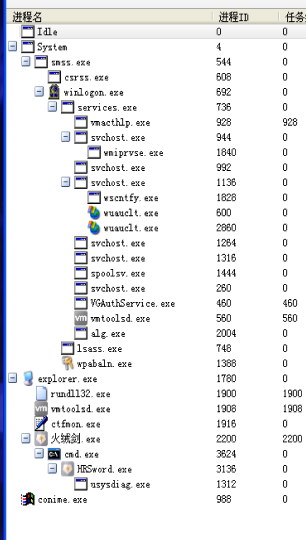 进程名 进程ID 任务
Idle 0 0
System 4 0
smss.exe 544 0
csrss.exe 608 0
winlogon.exe 692 0
services.exe 736 0
vmacthlp.exe 928 928
svchost.exe 944 0
wmiprvse.exe 1840 0
svchost.exe 992 0
svchost.exe 1136 0
wscntfy.exe 1828 0
wuauclt.exe 600 0
wuauclt.exe 2860 0
svchost.exe 1264 0
svchost.exe 1316 0
spoolsv.exe 1444 0
svchost.exe 260 0
VGAuthService.exe 460 460
vmtoolsd.exe 560 560
alg.exe 2004 0
lsass.exe 748 0
wpabaln.exe 1388 0
explorer.exe 1780 0
rundll32.exe 1900 1900
vmtoolsd.exe 1908 1908
ctfmon.exe 1916 0
火绒剑.exe 2200 2200
cmd.exe 3624 0
HRSword.exe 3136 0
usysdiag.exe 1312 0
conime.exe 988 0